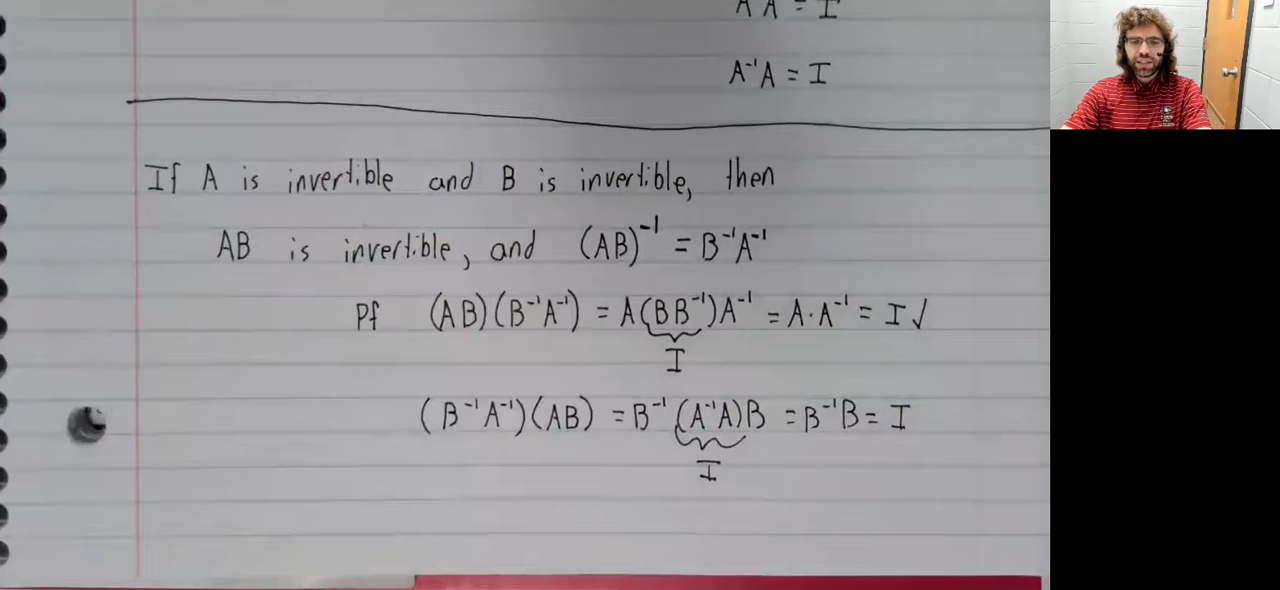 A A⁻¹ = I
A⁻¹A = I
If A is invertible and B is invertible, then
AB is invertible, and (AB)⁻¹ = B⁻¹A⁻¹
Pf (AB)(B⁻¹A⁻¹) = A(BB⁻¹)A⁻¹ = A·A⁻¹ = I ✓
I
(B⁻¹A⁻¹)(AB) = B⁻¹(A⁻¹A)B = B⁻¹B = I
I